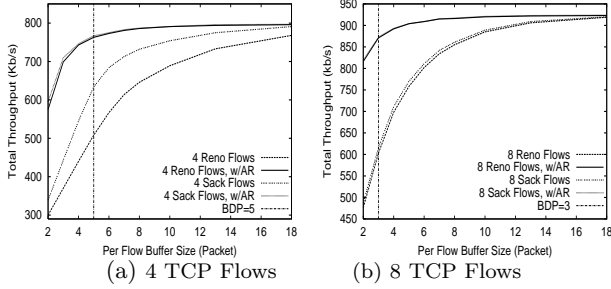 Total Throughput (Kb/s)
800
700
600
500
400
300
2 4 6 8 10 12 14 16 18
Per Flow Buffer Size (Packet)
4 Reno Flows
4 Reno Flows, w/AR
4 Sack Flows
4 Sack Flows, w/AR
BDP=5
(a) 4 TCP Flows
Total Throughput (Kb/s)
950
900
850
800
750
700
650
600
550
500
450
2 4 6 8 10 12 14 16 18
Per Flow Buffer Size (Packet)
8 Reno Flows
8 Reno Flows, w/AR
8 Sack Flows
8 Sack Flows, w/AR
BDP=3
(b) 8 TCP Flows